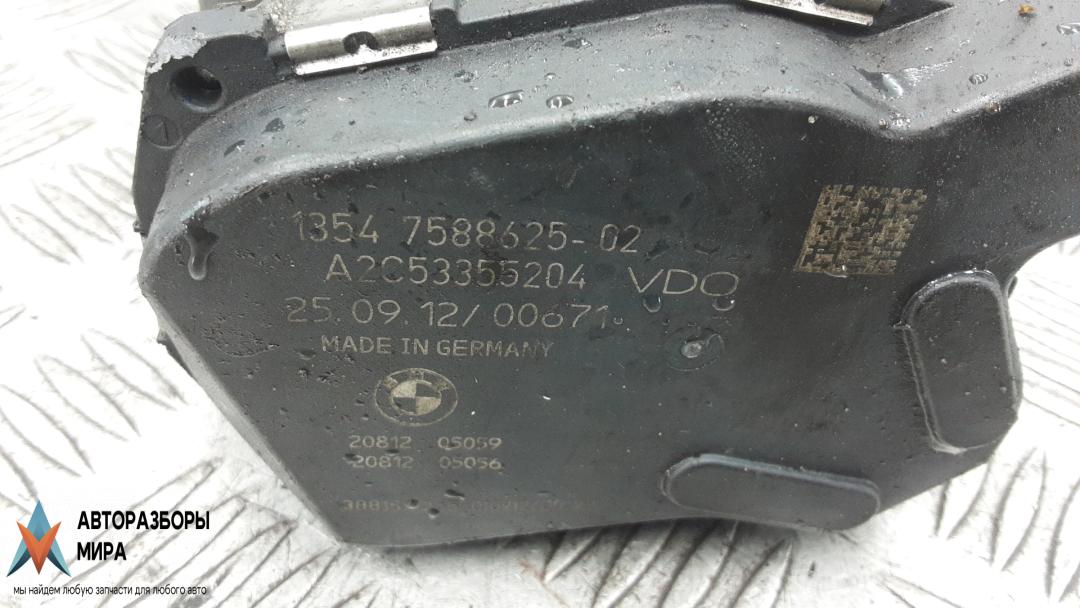 1354 7588625-02
A2C53355204 VDO
25.09.12/00671
MADE IN GERMANY
BMW
20812 05059
20812 05056
АВТОРАЗБОРЫ
МИРА
мы найдем любую запчасти для любого авто